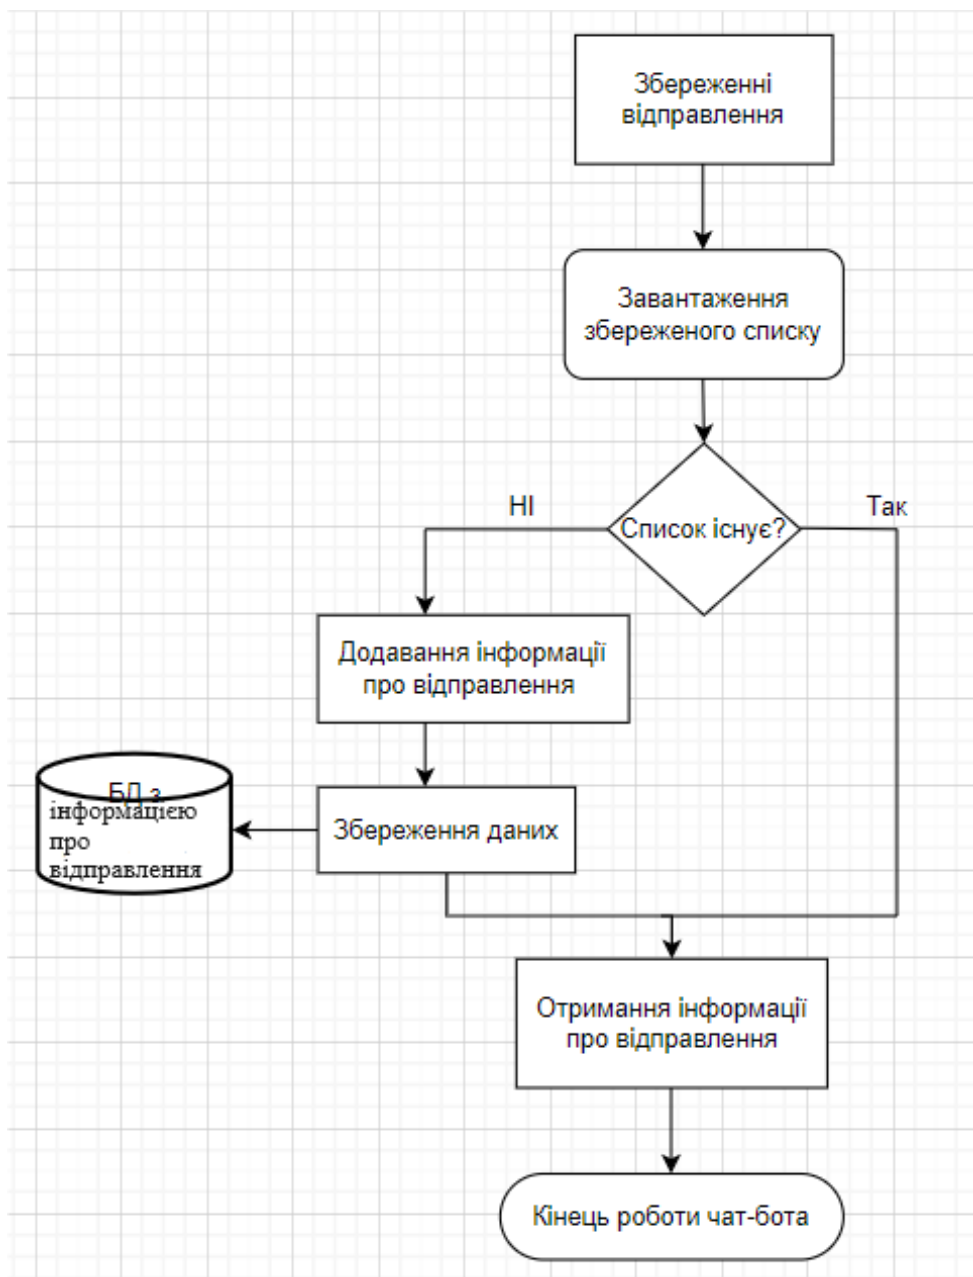 Збереженні
відправлення
Завантаження
збереженого списку
НІ
Так
Список існує?
Додавання інформації
про відправлення
БД з
інформацією
про
відправлення
Збереження даних
Отримання інформації
про відправлення
Кінець роботи чат-бота